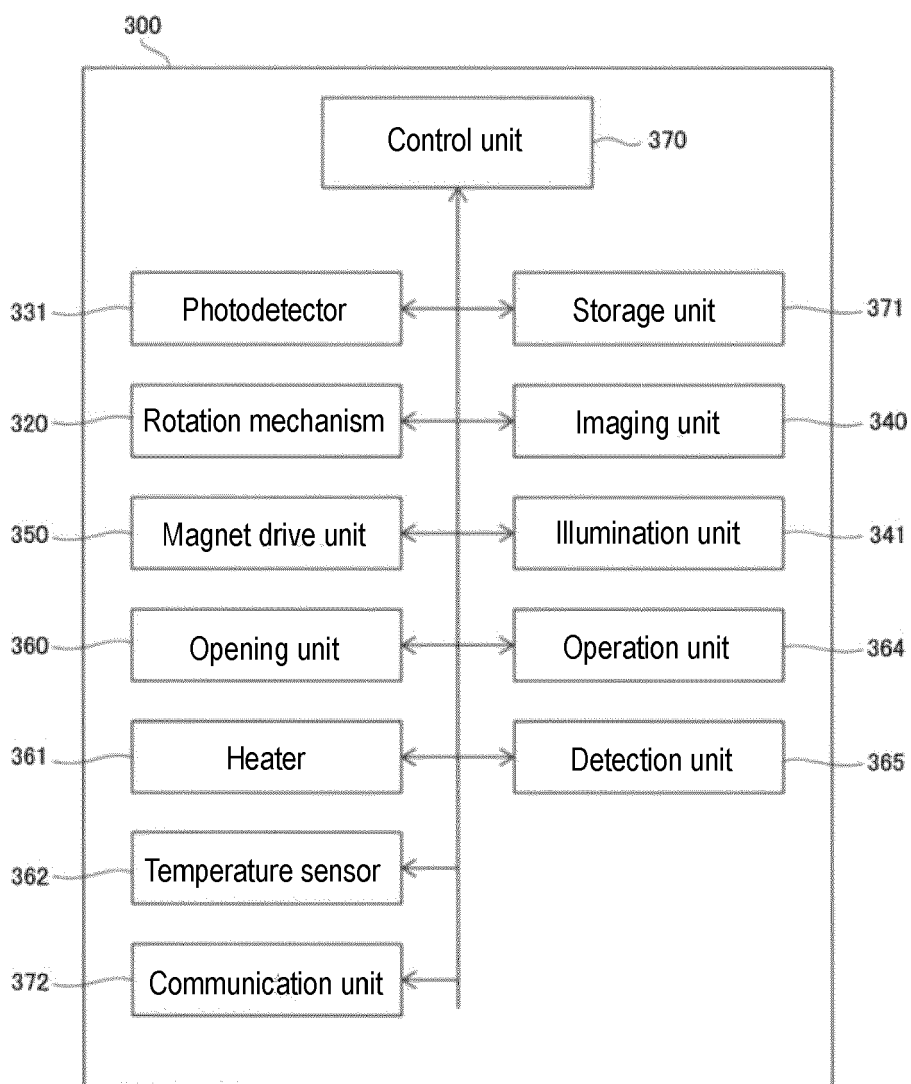 300
Control unit
370
331
Photodetector
Storage unit
371
320
Rotation mechanism
Imaging unit
340
350
Magnet drive unit
Illumination unit
341
360
Opening unit
Operation unit
364
361
Heater
Detection unit
365
362
Temperature sensor
372
Communication unit